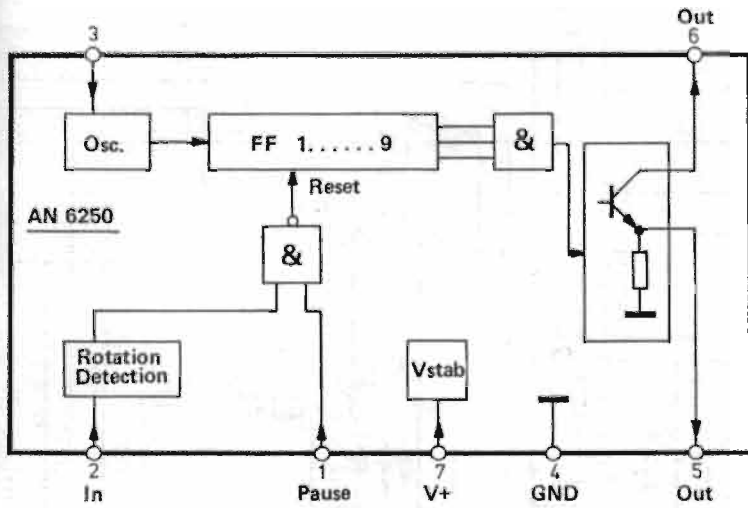 Out
3
6
Osc.
FF 1......9
&
Reset
AN 6250
&
Rotation
Detection
Vstab
2
1
7
4
5
In
Pause
V+
GND
Out